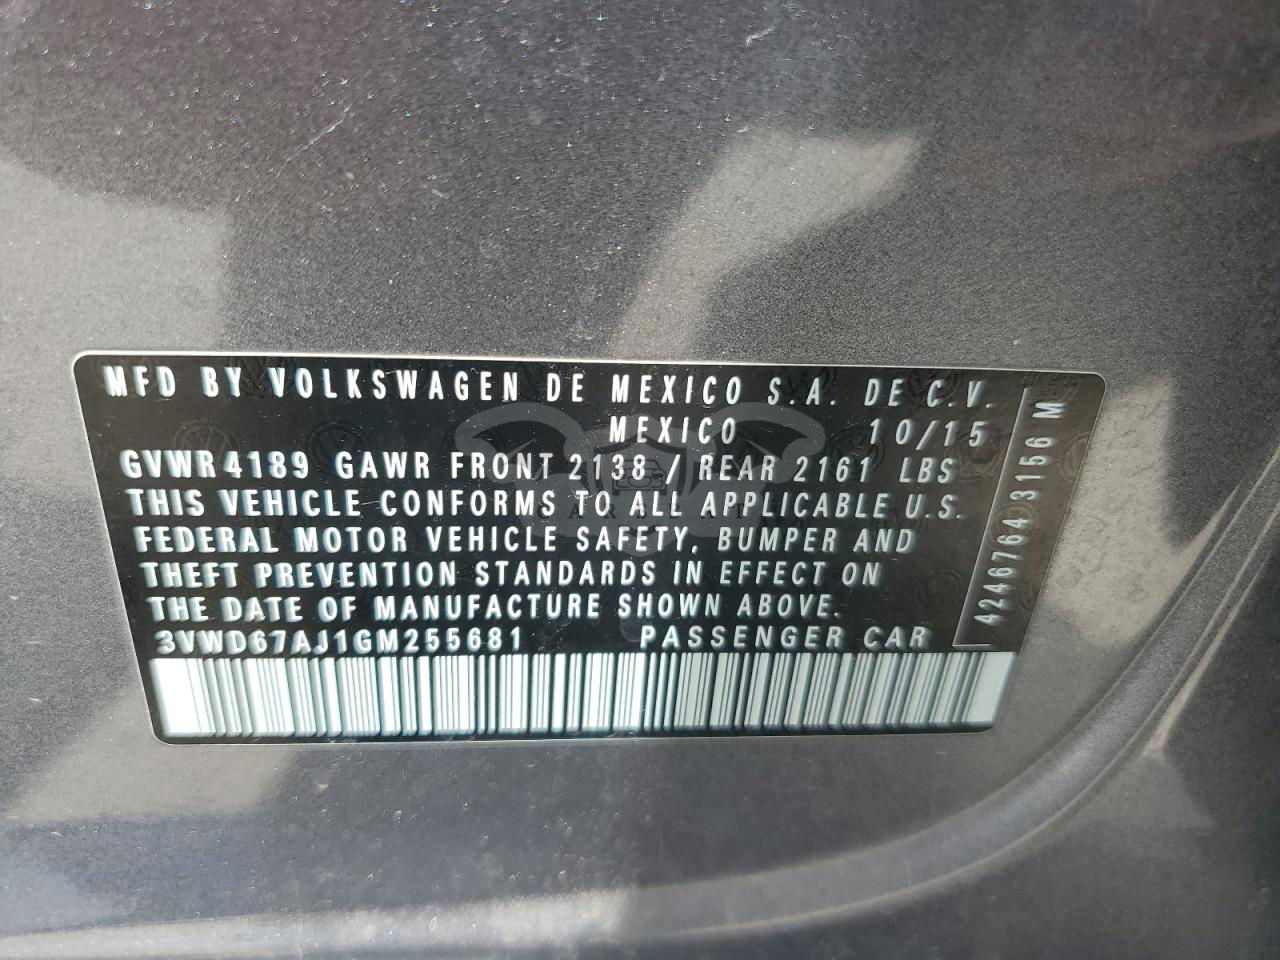 MFD BY VOLKSWAGEN DE MEXICO S.A. DE C.V.
MEXICO 10/15
GVWR 4189 GAWR FRONT 2138 / REAR 2161 LBS
THIS VEHICLE CONFORMS TO ALL APPLICABLE U.S.
FEDERAL MOTOR VEHICLE SAFETY, BUMPER AND
THEFT PREVENTION STANDARDS IN EFFECT ON
THE DATE OF MANUFACTURE SHOWN ABOVE.
3VWD67AJ1GM255681 PASSENGER CAR
4246764 3156 M